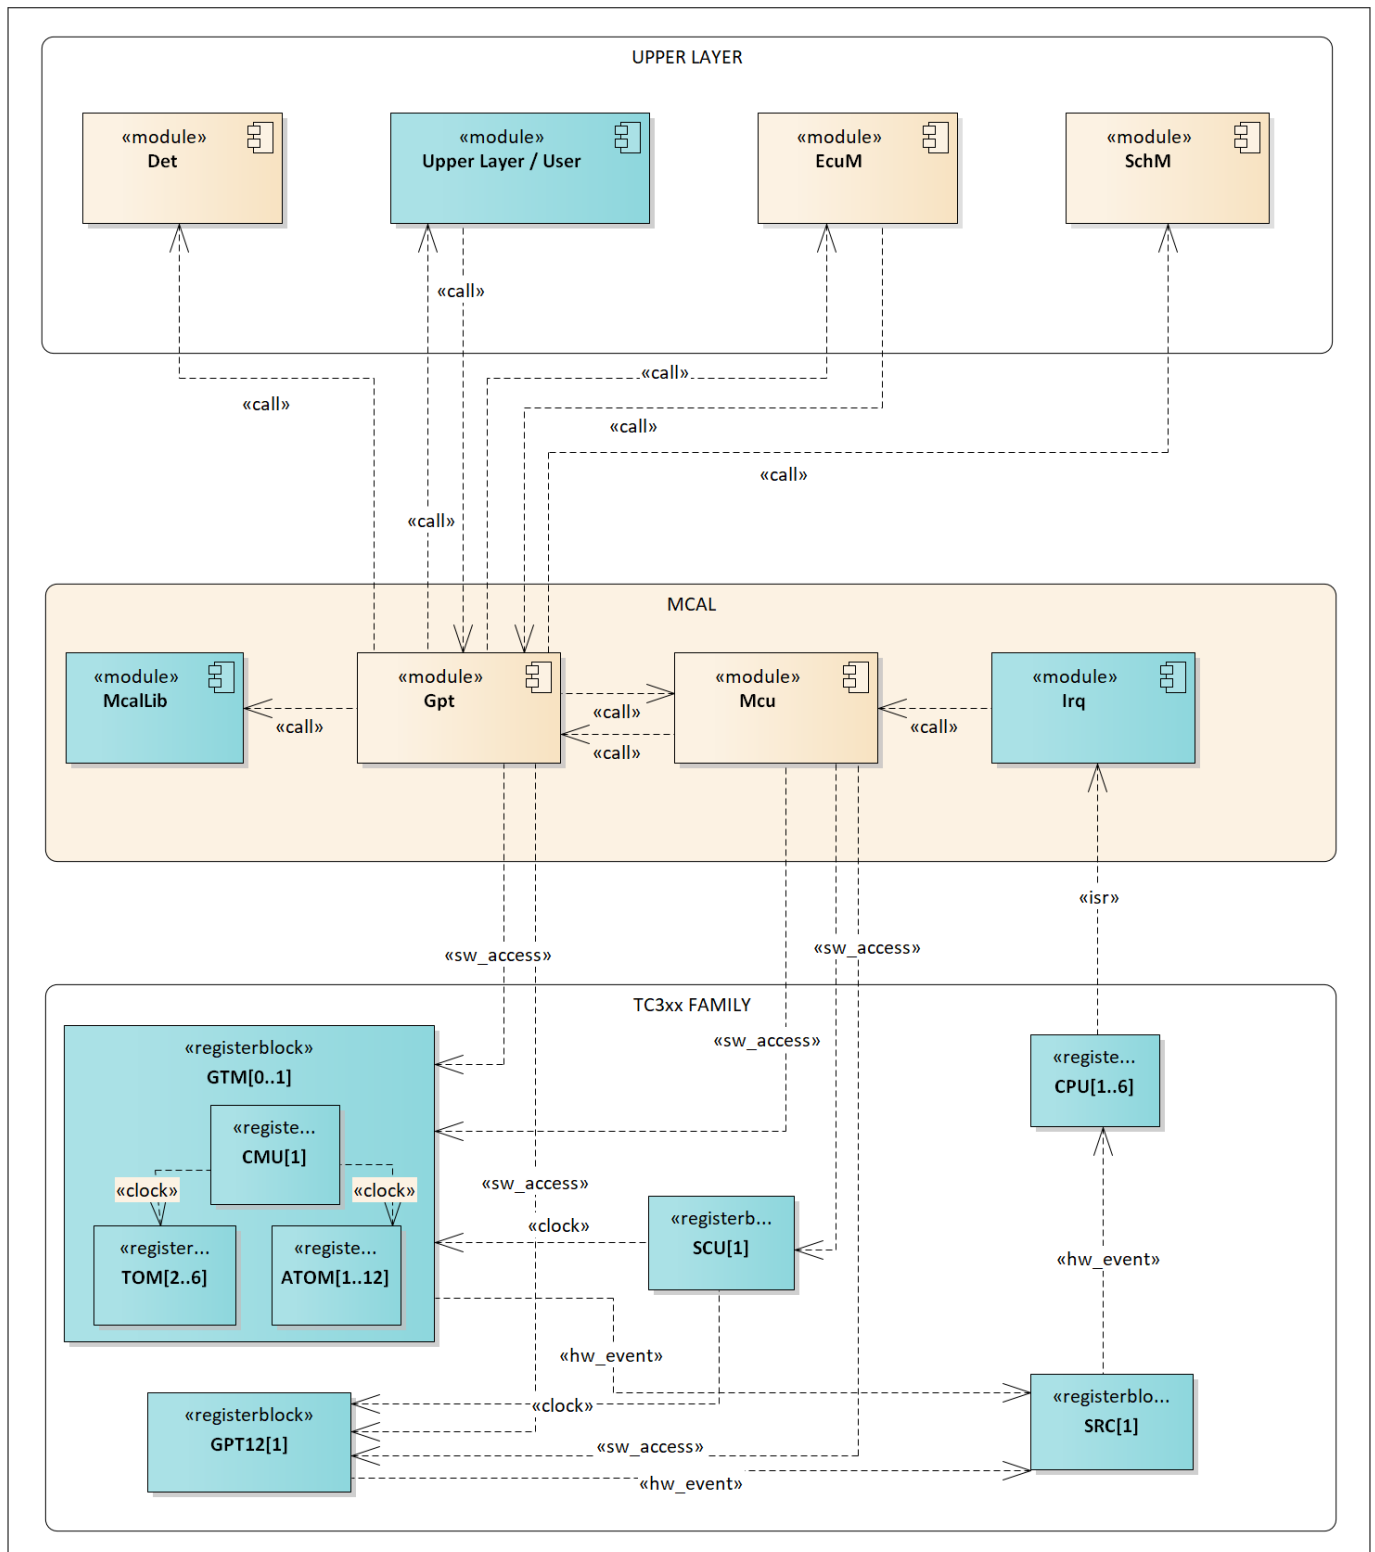 UPPER LAYER
«module»
Det
«module»
Upper Layer / User
«module»
EcuM
«module»
SchM
«call»
«call»
«call»
«call»
«call»
«call»
MCAL
«module»
McalLib
«module»
Gpt
«module»
Mcu
«module»
Irq
«call»
«call»
«call»
«call»
«isr»
«sw_access»
«sw_access»
TC3xx FAMILY
«registerblock»
GTM[0..1]
«sw_access»
«registe...
CPU[1..6]
«registe...
CMU[1]
«clock»
«clock»
«sw_access»
«register...
TOM[2..6]
«registe...
ATOM[1..12]
«clock»
«registerb...
SCU[1]
«hw_event»
«hw_event»
«clock»
«registerblock»
GPT12[1]
«registerblo...
SRC[1]
«sw_access»
«hw_event»